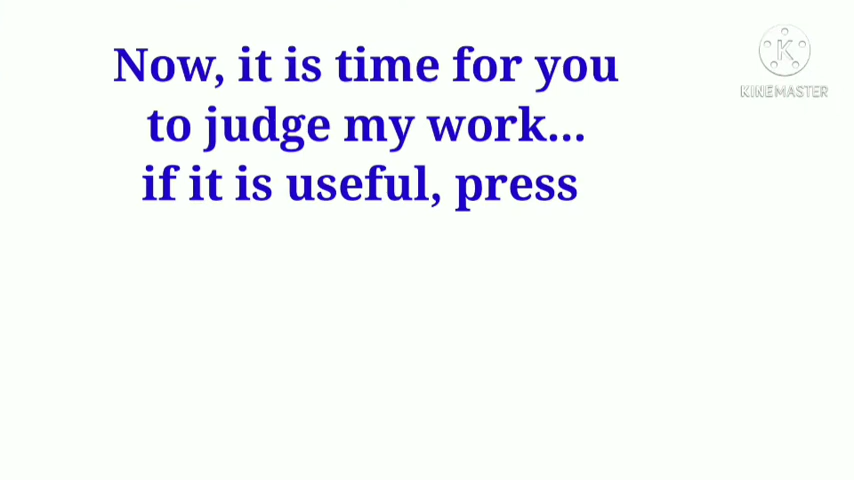 Now, it is time for you
to judge my work...
if it is useful, press
KINEMASTER